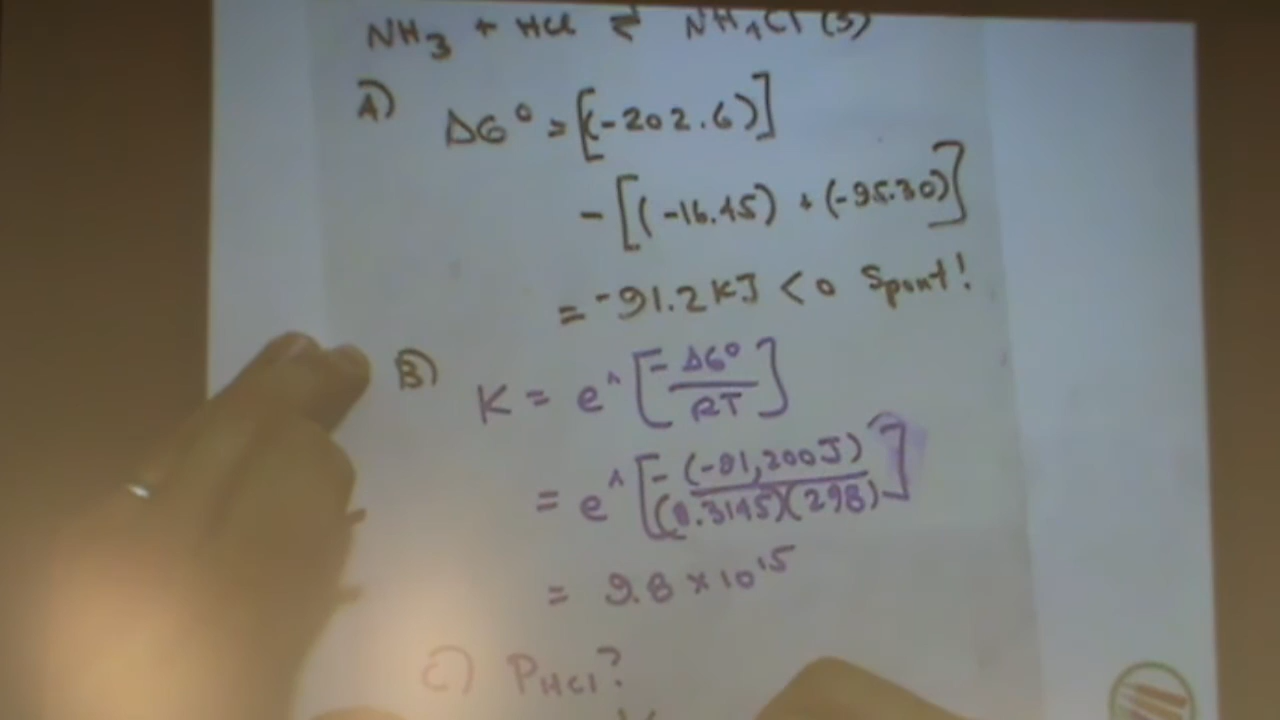 NH3 + HCl ⇌ NH4Cl (s)
A) ΔG° = [(-202.6)]
- [(-16.45) + (-95.30)]
= -91.2 KJ < 0 Spont!
B) K = e^[-ΔG°/RT]
= e^[-(-91,200J)/(8.3145)(298)]
= 9.8 × 10^15
C) PHCl?